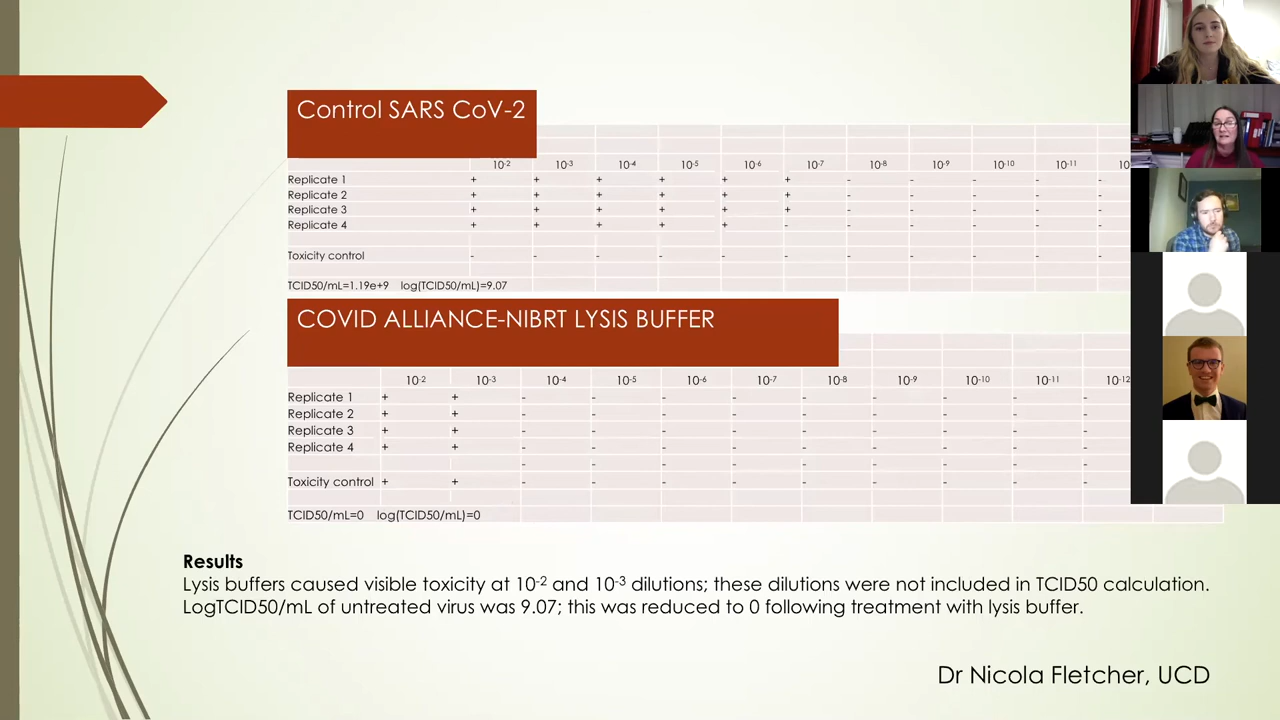 Control SARS CoV-2
10-2 10-3 10-4 10-5 10-6 10-7 10-8 10-9 10-10 10-11 10
Replicate 1 + + + + + + - - - - -
Replicate 2 + + + + + + - - - - -
Replicate 3 + + + + + + - - - - -
Replicate 4 + + + + + - - - - - -
Toxicity control - - - - - - - - - - -
TCID50/mL=1.19e+9 log(TCID50/mL)=9.07
COVID ALLIANCE-NIBRT LYSIS BUFFER
10-2 10-3 10-4 10-5 10-6 10-7 10-8 10-9 10-10 10-11 10-12
Replicate 1 + + - - - - - - - - -
Replicate 2 + + - - - - - - - - -
Replicate 3 + + - - - - - - - - -
Replicate 4 + + - - - - - - - - -
- - - - - - - - -
Toxicity control + + - - - - - - - - -
TCID50/mL=0 log(TCID50/mL)=0
Results
Lysis buffers caused visible toxicity at 10-2 and 10-3 dilutions; these dilutions were not included in TCID50 calculation.
LogTCID50/mL of untreated virus was 9.07; this was reduced to 0 following treatment with lysis buffer.
Dr Nicola Fletcher, UCD